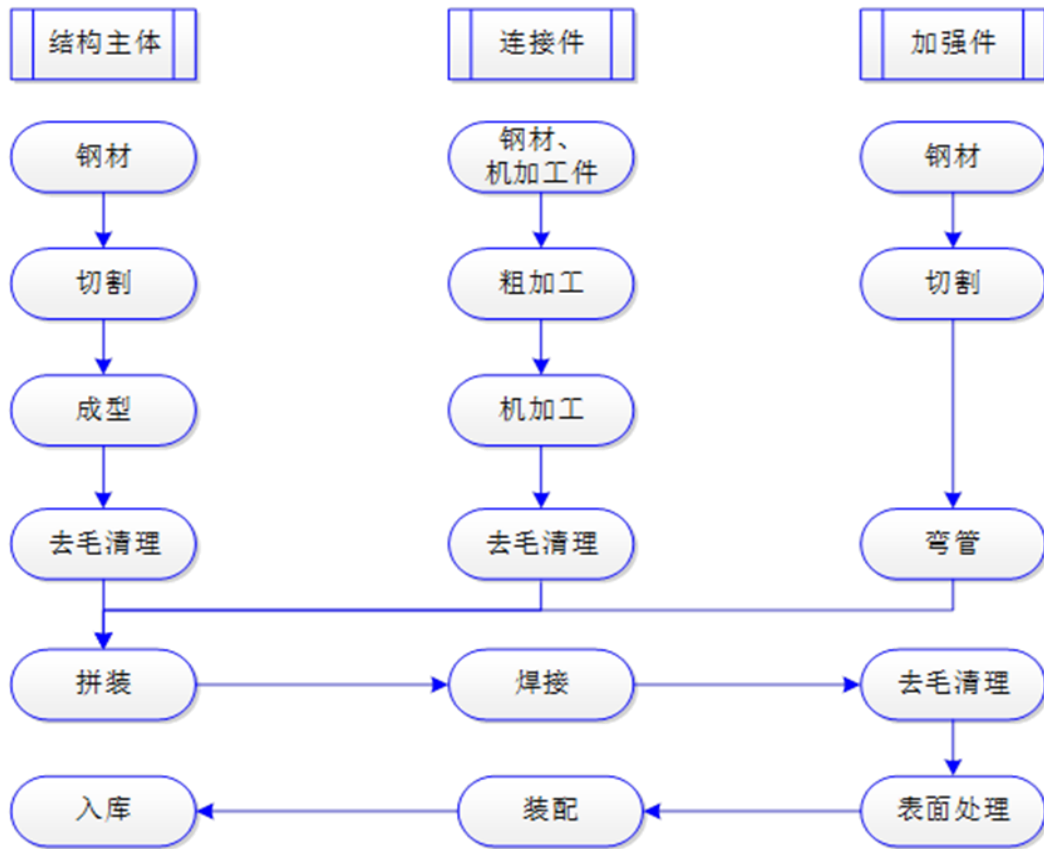 结构主体
连接件
加强件
钢材
钢材、
机加工件
钢材
切割
粗加工
切割
成型
机加工
去毛清理
去毛清理
弯管
拼装
焊接
去毛清理
入库
装配
表面处理